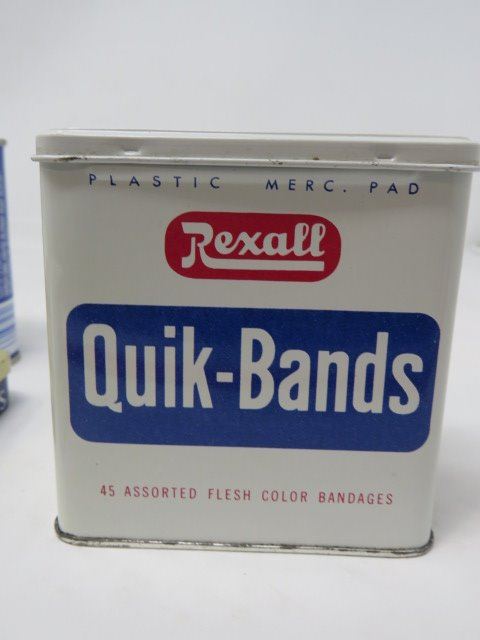 PLASTIC MERC. PAD
Rexall
Quik-Bands
45 ASSORTED FLESH COLOR BANDAGES